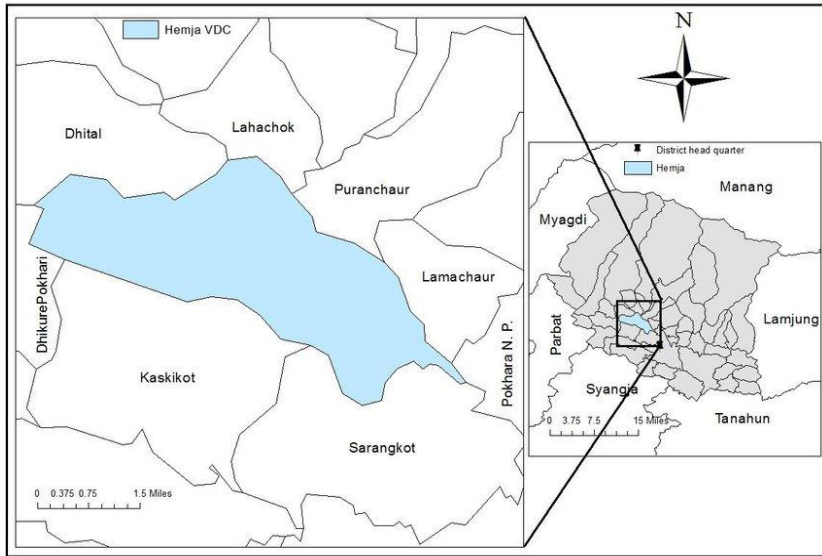 Hemja VDC
Dhital
Lahachok
Puranchaur
Lamachaur
DhikurePokhari
Kaskikot
Sarangkot
Pokhara N. P.
0 0.375 0.75 1.5 Miles
N
District head quarter
Hemja
Manang
Myagdi
Lamjung
Parbat
Syangja
Tanahun
0 3.75 7.5 15 Miles